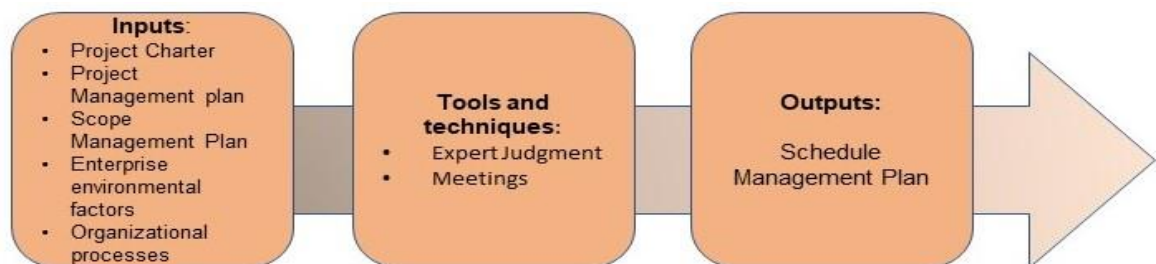 Inputs:
• Project Charter
• Project
Management plan
• Scope
Management Plan
• Enterprise
environmental
factors
• Organizational
processes
Tools and
techniques:
• Expert Judgment
• Meetings
Outputs:
Schedule
Management Plan